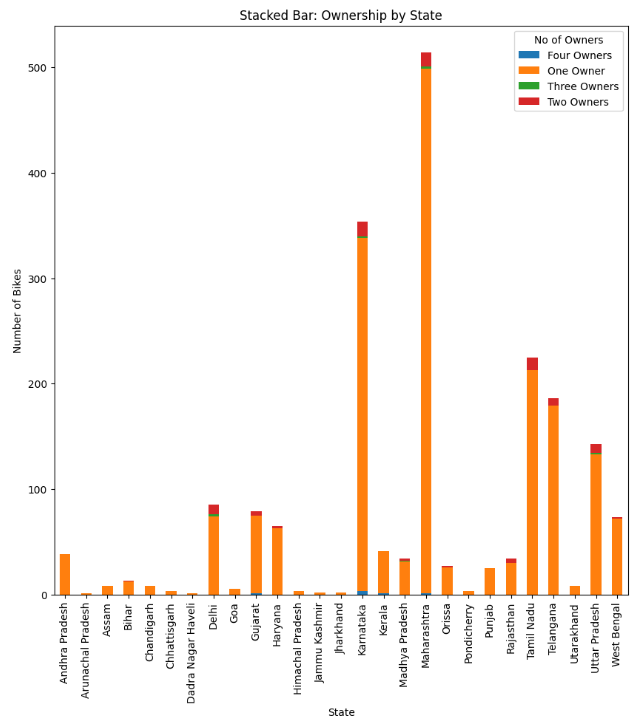 Stacked Bar: Ownership by State
No of Owners
Four Owners
One Owner
Three Owners
Two Owners
Number of Bikes
500
400
300
200
100
0
Andhra Pradesh
Arunachal Pradesh
Assam
Bihar
Chandigarh
Chhattisgarh
Dadra Nagar Haveli
Delhi
Goa
Gujarat
Haryana
Himachal Pradesh
Jammu Kashmir
Jharkhand
Karnataka
Kerala
Madhya Pradesh
Maharashtra
Orissa
Pondicherry
Punjab
Rajasthan
Tamil Nadu
Telangana
Utarakhand
Uttar Pradesh
West Bengal
State